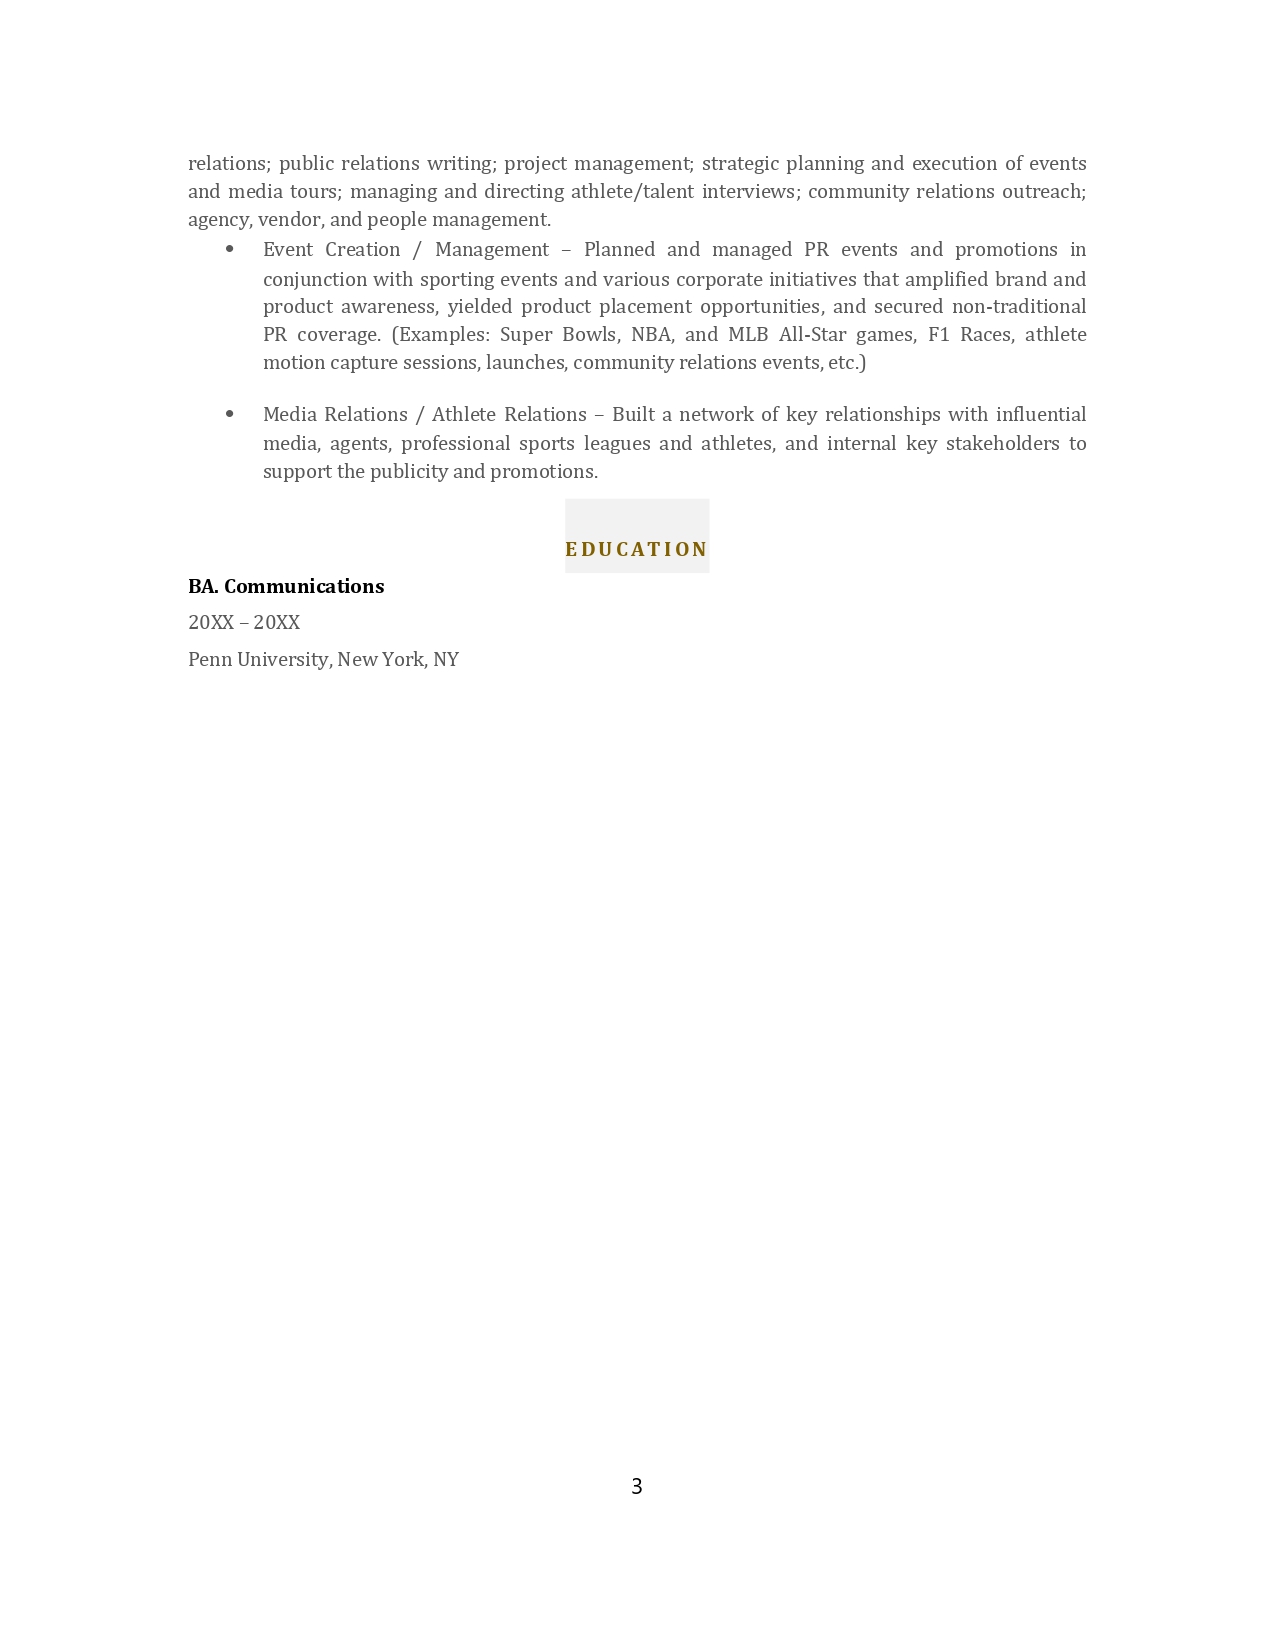 relations; public relations writing; project management; strategic planning and execution of events
and media tours; managing and directing athlete/talent interviews; community relations outreach;
agency, vendor, and people management.
• Event Creation / Management – Planned and managed PR events and promotions in
conjunction with sporting events and various corporate initiatives that amplified brand and
product awareness, yielded product placement opportunities, and secured non-traditional
PR coverage. (Examples: Super Bowls, NBA, and MLB All-Star games, F1 Races, athlete
motion capture sessions, launches, community relations events, etc.)
• Media Relations / Athlete Relations – Built a network of key relationships with influential
media, agents, professional sports leagues and athletes, and internal key stakeholders to
support the publicity and promotions.
EDUCATION
BA. Communications
20XX – 20XX
Penn University, New York, NY
3